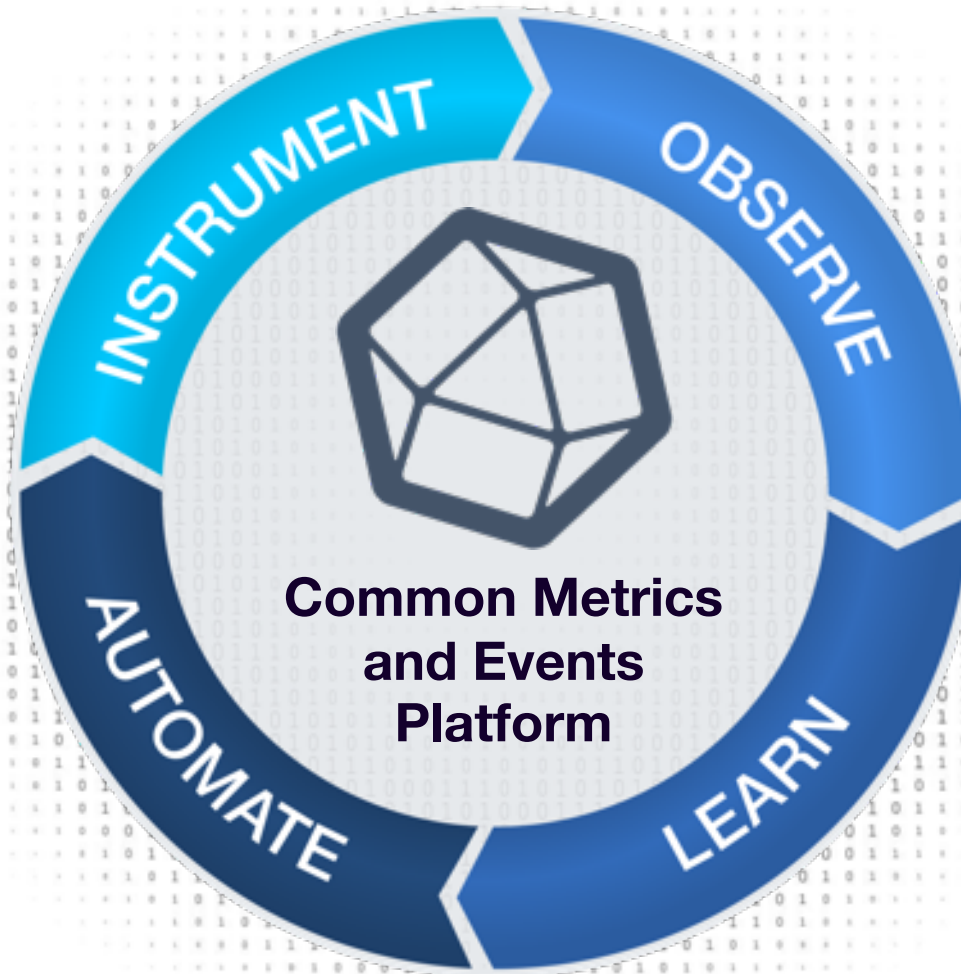 INSTRUMENT
OBSERVE
LEARN
AUTOMATE
Common Metrics
and Events
Platform